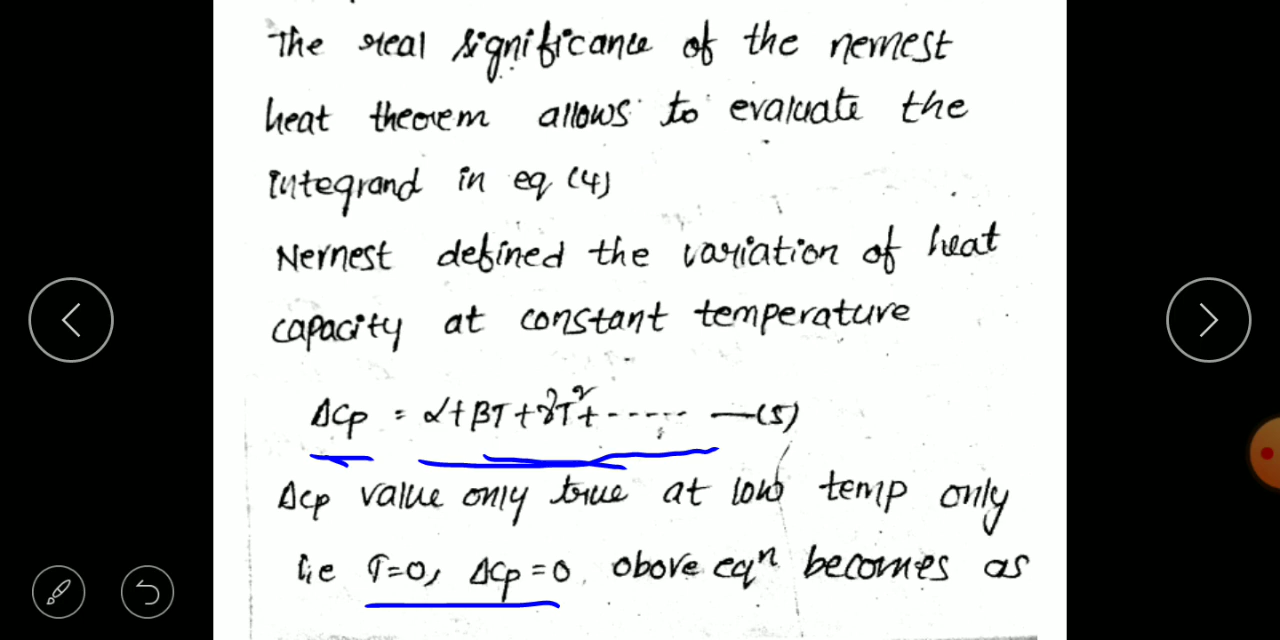 The real significance of the nernest
heat theorem allows to evaluate the
integrand in eq (4)
Nernest defined the variation of heat
capacity at constant temperature
ΔCp = α+βT+γT²+------ —(5)
ΔCp value only true at low temp only
i.e T=0, ΔCp=0. above eqⁿ becomes as